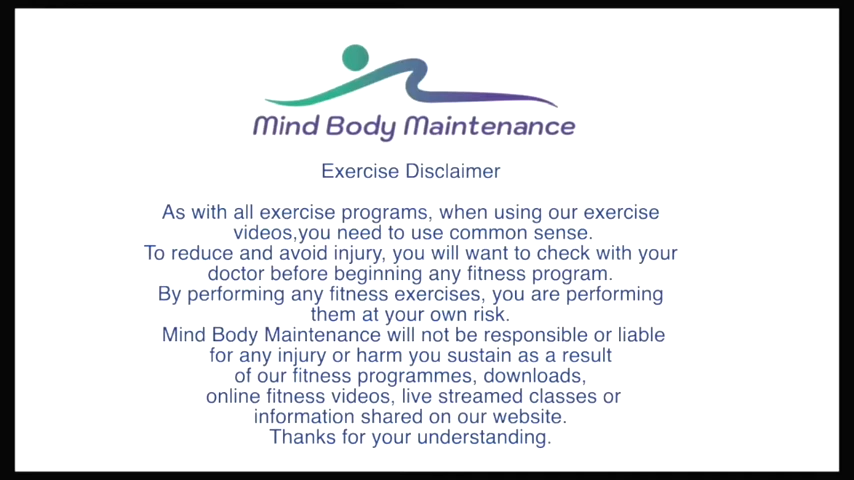 Mind Body Maintenance
Exercise Disclaimer
As with all exercise programs, when using our exercise
videos,you need to use common sense.
To reduce and avoid injury, you will want to check with your
doctor before beginning any fitness program.
By performing any fitness exercises, you are performing
them at your own risk.
Mind Body Maintenance will not be responsible or liable
for any injury or harm you sustain as a result
of our fitness programmes, downloads,
online fitness videos, live streamed classes or
information shared on our website.
Thanks for your understanding.